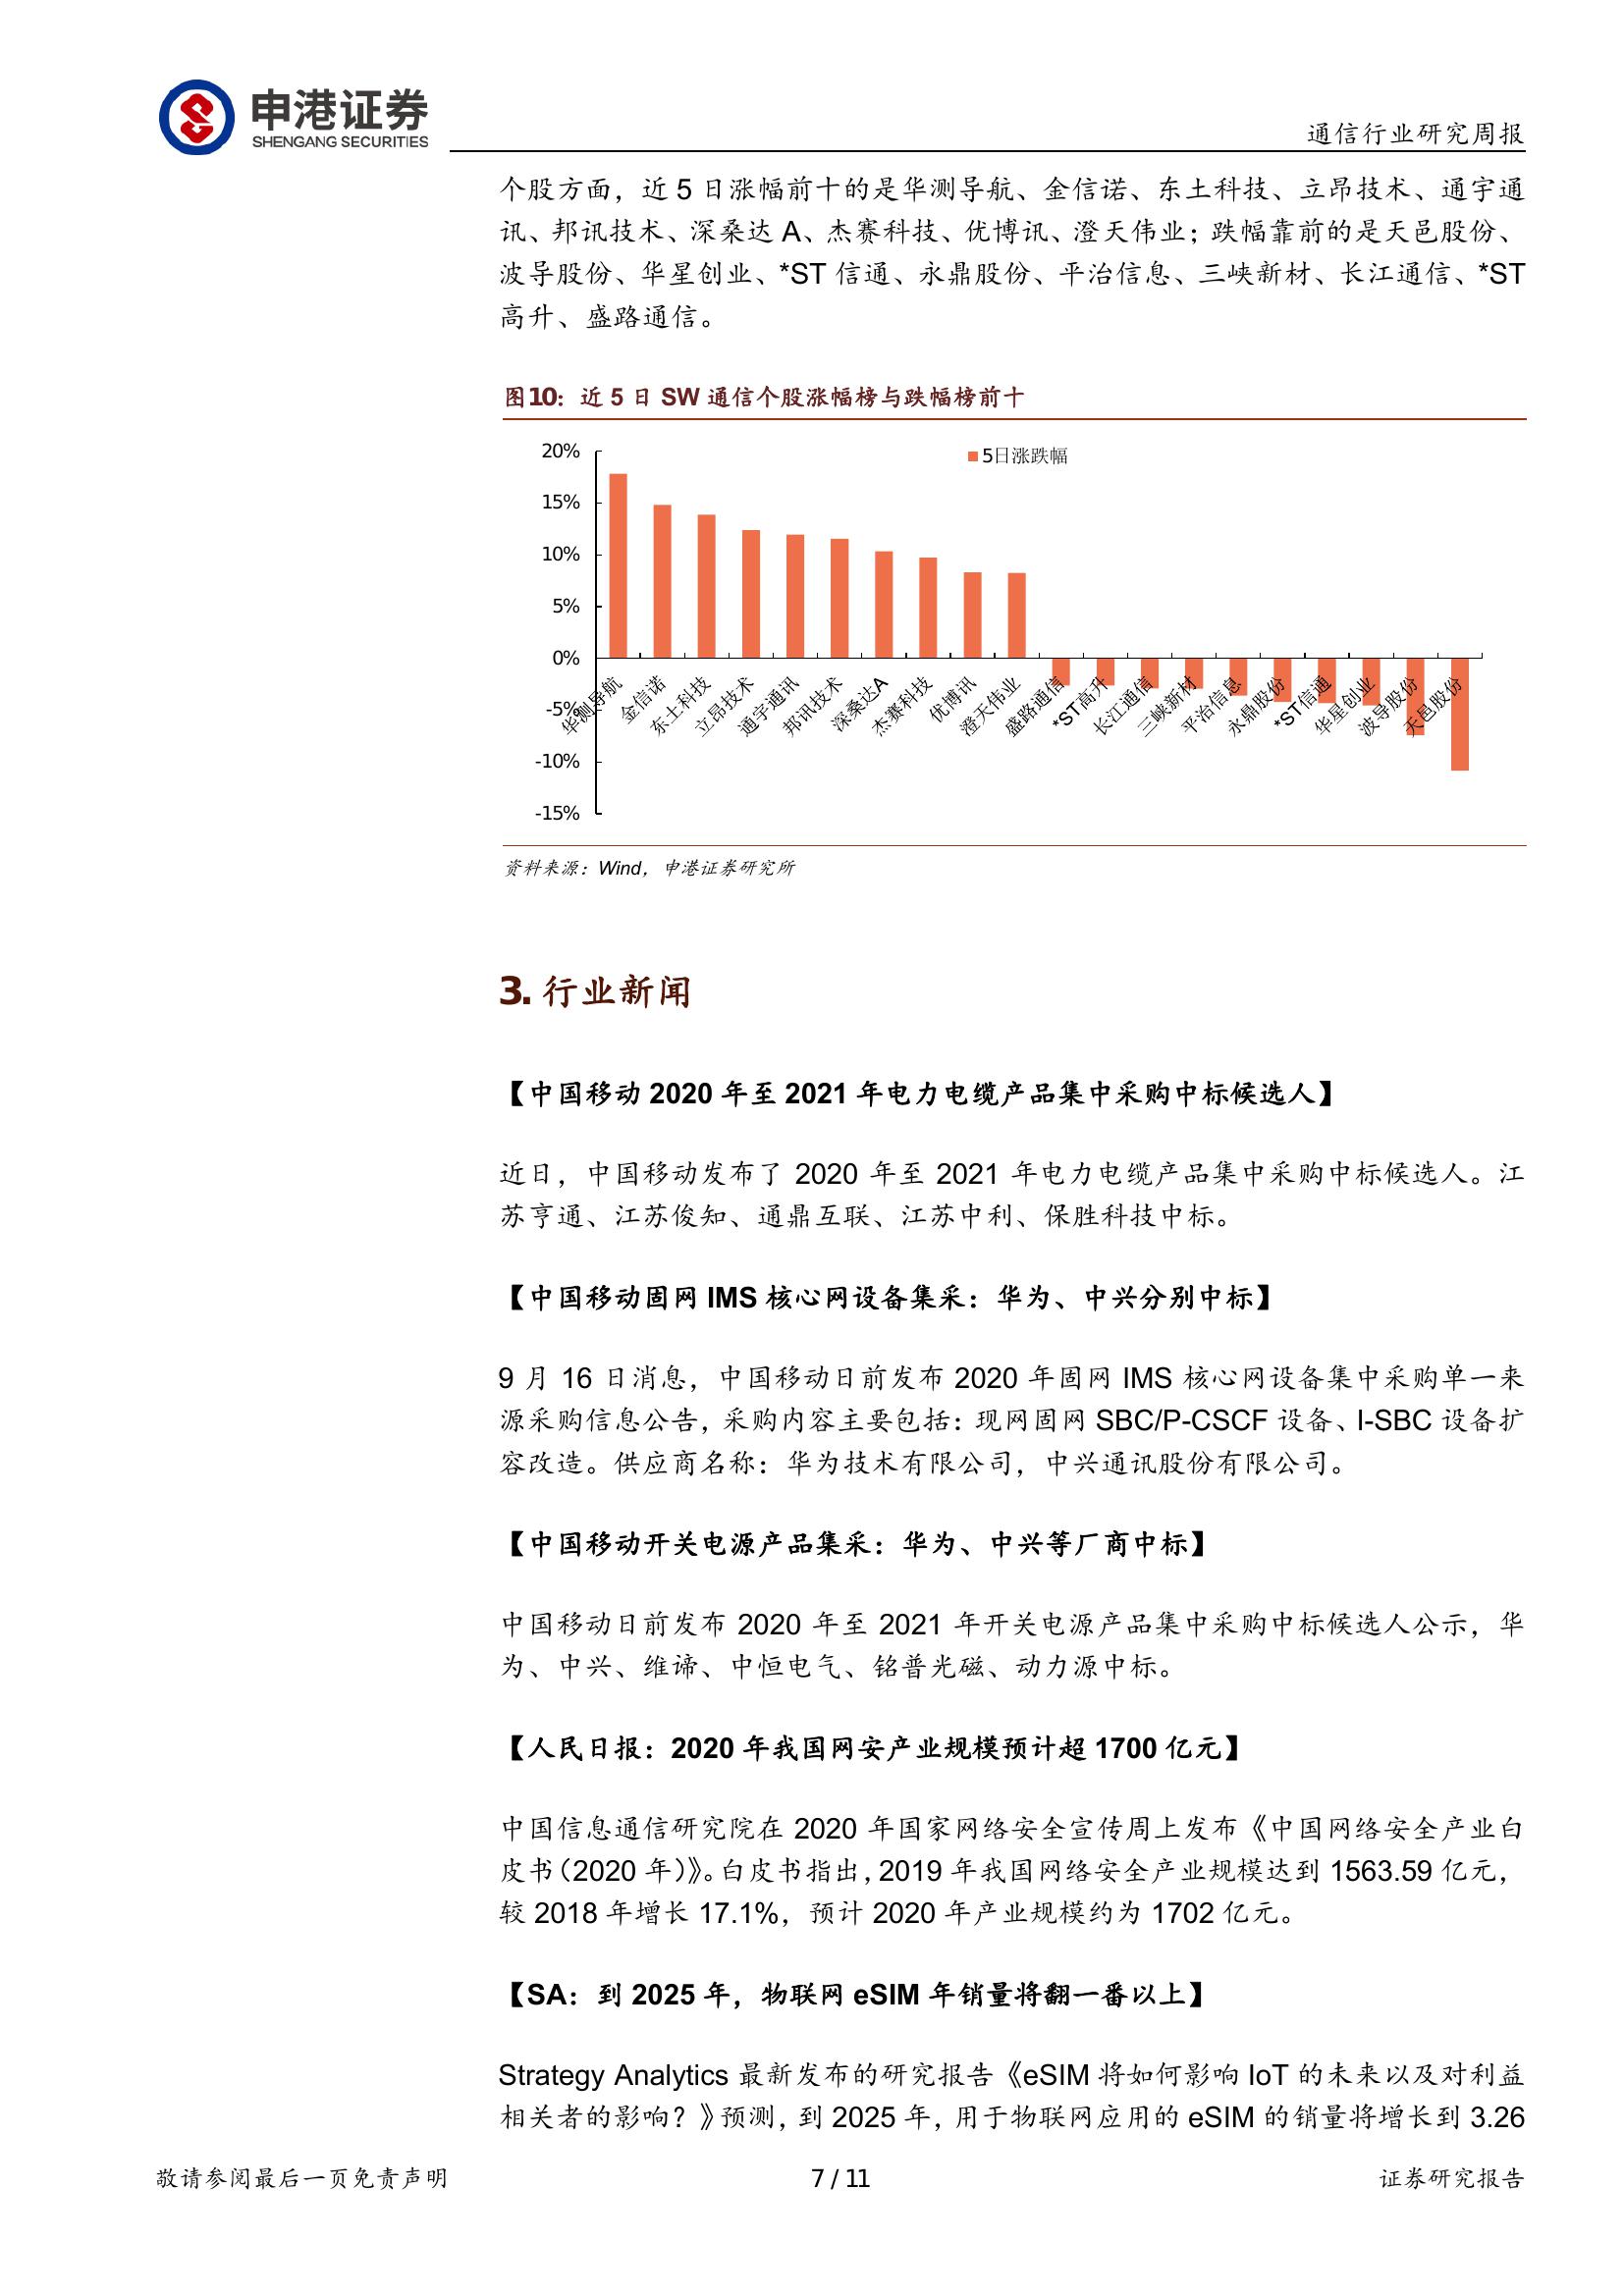 申港证券
SHENGANG SECURITIES
通信行业研究周报
个股方面，近 5 日涨幅前十的是华测导航、金信诺、东土科技、立昂技术、通宇通
讯、邦讯技术、深桑达 A、杰赛科技、优博讯、澄天伟业；跌幅靠前的是天邑股份、
波导股份、华星创业、*ST 信通、永鼎股份、平治信息、三峡新材、长江通信、*ST
高升、盛路通信。
图10：近 5 日 SW 通信个股涨幅榜与跌幅榜前十
5日涨跌幅
20%
15%
10%
5%
0%
-5%
-10%
-15%
华测导航
金信诺
东土科技
立昂技术
通宇通讯
邦讯技术
深桑达A
杰赛科技
优博讯
澄天伟业
盛路通信
*ST高升
长江通信
三峡新材
平治信息
永鼎股份
*ST信通
华星创业
波导股份
天邑股份
资料来源：Wind，申港证券研究所
3. 行业新闻
【中国移动 2020 年至 2021 年电力电缆产品集中采购中标候选人】
近日，中国移动发布了 2020 年至 2021 年电力电缆产品集中采购中标候选人。江
苏亨通、江苏俊知、通鼎互联、江苏中利、保胜科技中标。
【中国移动固网 IMS 核心网设备集采：华为、中兴分别中标】
9 月 16 日消息，中国移动日前发布 2020 年固网 IMS 核心网设备集中采购单一来
源采购信息公告，采购内容主要包括：现网固网 SBC/P-CSCF 设备、I-SBC 设备扩
容改造。供应商名称：华为技术有限公司，中兴通讯股份有限公司。
【中国移动开关电源产品集采：华为、中兴等厂商中标】
中国移动日前发布 2020 年至 2021 年开关电源产品集中采购中标候选人公示，华
为、中兴、维谛、中恒电气、铭普光磁、动力源中标。
【人民日报：2020 年我国网安产业规模预计超 1700 亿元】
中国信息通信研究院在 2020 年国家网络安全宣传周上发布《中国网络安全产业白
皮书（2020 年）》。白皮书指出，2019 年我国网络安全产业规模达到 1563.59 亿元，
较 2018 年增长 17.1%，预计 2020 年产业规模约为 1702 亿元。
【SA：到 2025 年，物联网 eSIM 年销量将翻一番以上】
Strategy Analytics 最新发布的研究报告《eSIM 将如何影响 IoT 的未来以及对利益
相关者的影响？》预测，到 2025 年，用于物联网应用的 eSIM 的销量将增长到 3.26
敬请参阅最后一页免责声明
7 / 11
证券研究报告